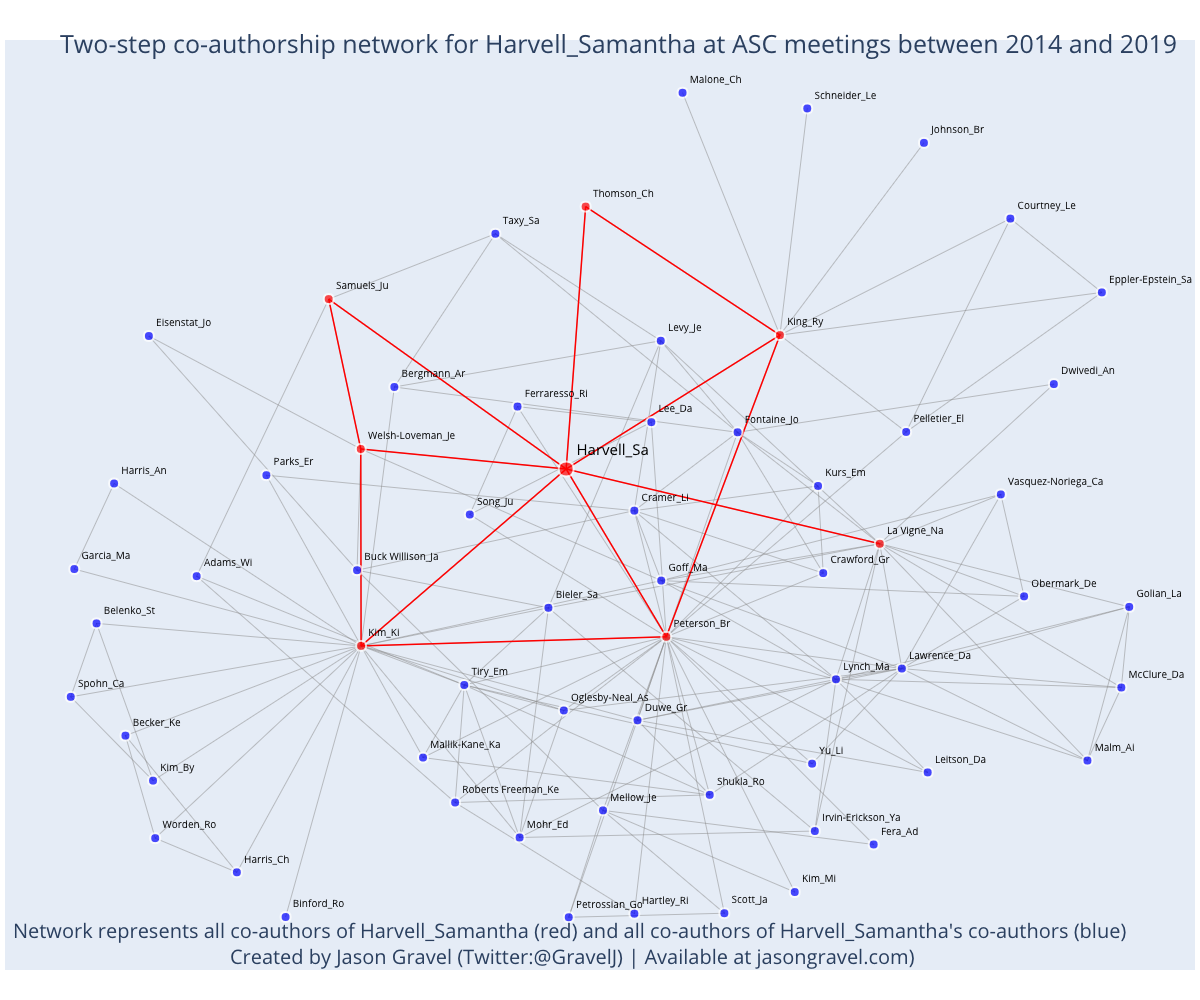 Two-step co-authorship network for Harvell_Samantha at ASC meetings between 2014 and 2019
Malone_Ch
Schneider_Le
Johnson_Br
Thomson_Ch
Courtney_Le
Taxy_Sa
Eppler-Epstein_Sa
Samuels_Ju
Eisenstat_Jo
King_Ry
Levy_Je
Dwivedi_An
Bergmann_Ar
Ferraresso_Ri
Lee_Da
Fontaine_Jo
Pelletier_El
Welsh-Loveman_Je
Harvell_Sa
Parks_Er
Harris_An
Kurs_Em
Vasquez-Noriega_Ca
Song_Ju
Cramer_Li
La Vigne_Na
Garcia_Ma
Adams_Wi
Buck Willison_Ja
Goff_Ma
Crawford_Gr
Obermark_De
Bieler_Sa
Golian_La
Belenko_St
Kim_Ki
Peterson_Br
Lynch_Ma
Lawrence_Da
Tiry_Em
McClure_Da
Spohn_Ca
Oglesby-Neal_As
Duwe_Gr
Becker_Ke
Mallik-Kane_Ka
Yu_Li
Leitson_Da
Malm_Ai
Kim_By
Roberts Freeman_Ke
Shukla_Ro
Mellow_Je
Worden_Ro
Mohr_Ed
Irvin-Erickson_Ya
Fera_Ad
Harris_Ch
Kim_Mi
Binford_Ro
Petrossian_Go
Hartley_Ri
Scott_Ja
Network represents all co-authors of Harvell_Samantha (red) and all co-authors of Harvell_Samantha's co-authors (blue)
Created by Jason Gravel (Twitter:@GravelJ) | Available at jasongravel.com)